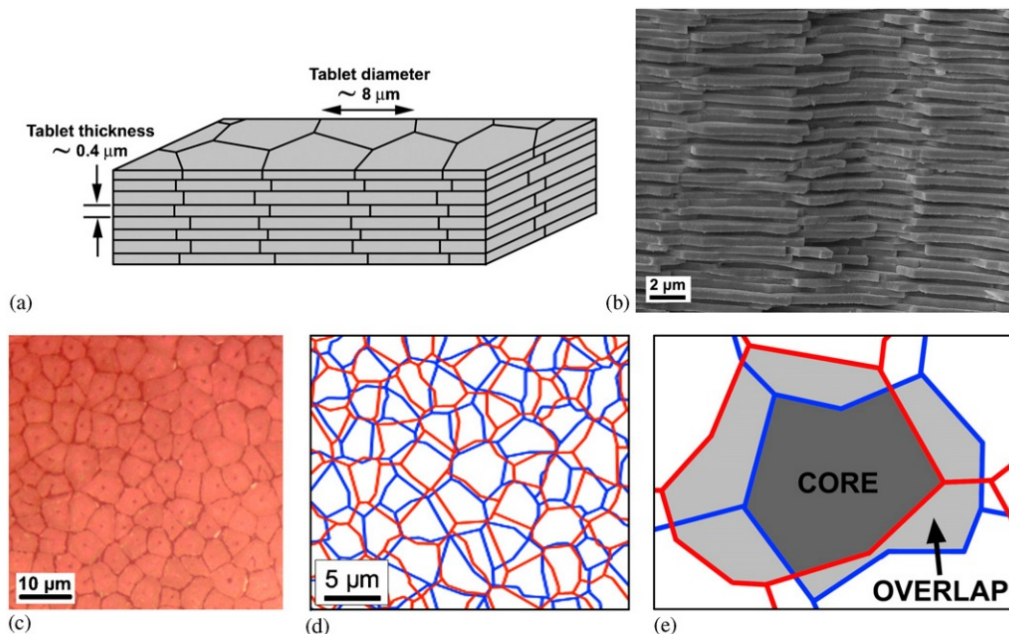 Tablet diameter
~ 8 μm
Tablet thickness
~ 0.4 μm
(a)
2 μm
(b)
10 μm
(c)
5 μm
(d)
CORE
OVERLAP
(e)